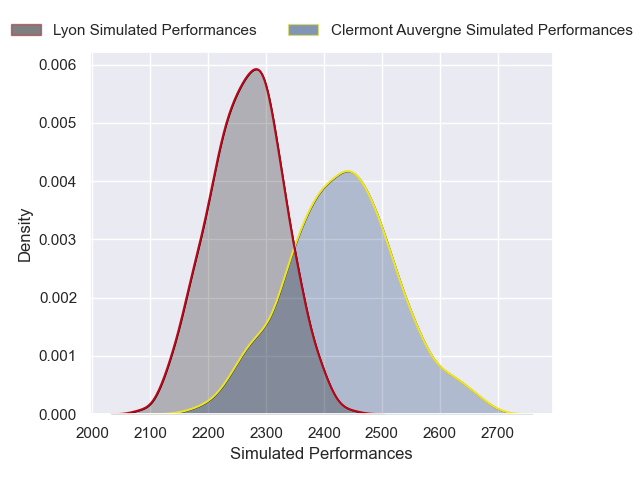 Lyon Simulated Performances Clermont Auvergne Simulated Performances
0.006
0.005
0.004
0.003
0.002
0.001
0.000
Density
2000 2100 2200 2300 2400 2500 2600 2700
Simulated Performances